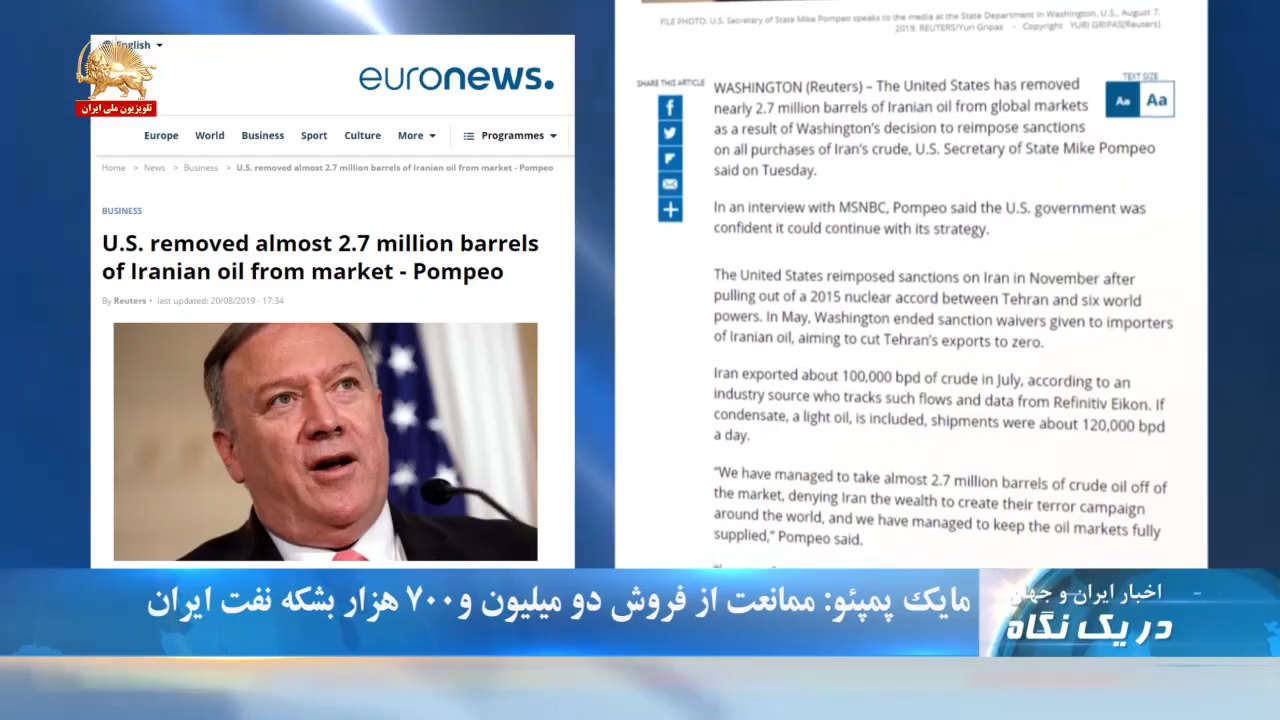 English
تلویزیون ملی ایران
euronews.
Europe World Business Sport Culture More Programmes
Home > News > Business > U.S. removed almost 2.7 million barrels of Iranian oil from market - Pompeo
BUSINESS
U.S. removed almost 2.7 million barrels
of Iranian oil from market - Pompeo
By Reuters • last updated: 20/08/2019 - 17:34
FILE PHOTO: U.S. Secretary of State Mike Pompeo speaks to the media at the State Department in Washington, U.S., August 7,
2019. REUTERS/Yuri Gripas - Copyright YURI GRIPAS(Reuters)
SHARE THIS ARTICLE
TEXT SIZE
Aa Aa
WASHINGTON (Reuters) – The United States has removed
nearly 2.7 million barrels of Iranian oil from global markets
as a result of Washington's decision to reimpose sanctions
on all purchases of Iran's crude, U.S. Secretary of State Mike Pompeo
said on Tuesday.
In an interview with MSNBC, Pompeo said the U.S. government was
confident it could continue with its strategy.
The United States reimposed sanctions on Iran in November after
pulling out of a 2015 nuclear accord between Tehran and six world
powers. In May, Washington ended sanction waivers given to importers
of Iranian oil, aiming to cut Tehran's exports to zero.
Iran exported about 100,000 bpd of crude in July, according to an
industry source who tracks such flows and data from Refinitiv Eikon. If
condensate, a light oil, is included, shipments were about 120,000 bpd
a day.
"We have managed to take almost 2.7 million barrels of crude oil off of
the market, denying Iran the wealth to create their terror campaign
around the world, and we have managed to keep the oil markets fully
supplied," Pompeo said.
مایک پمپئو: ممانعت از فروش دو میلیون و۷۰۰ هزار بشکه نفت ایران
اخبار ایران و جهان
در یک نگاه